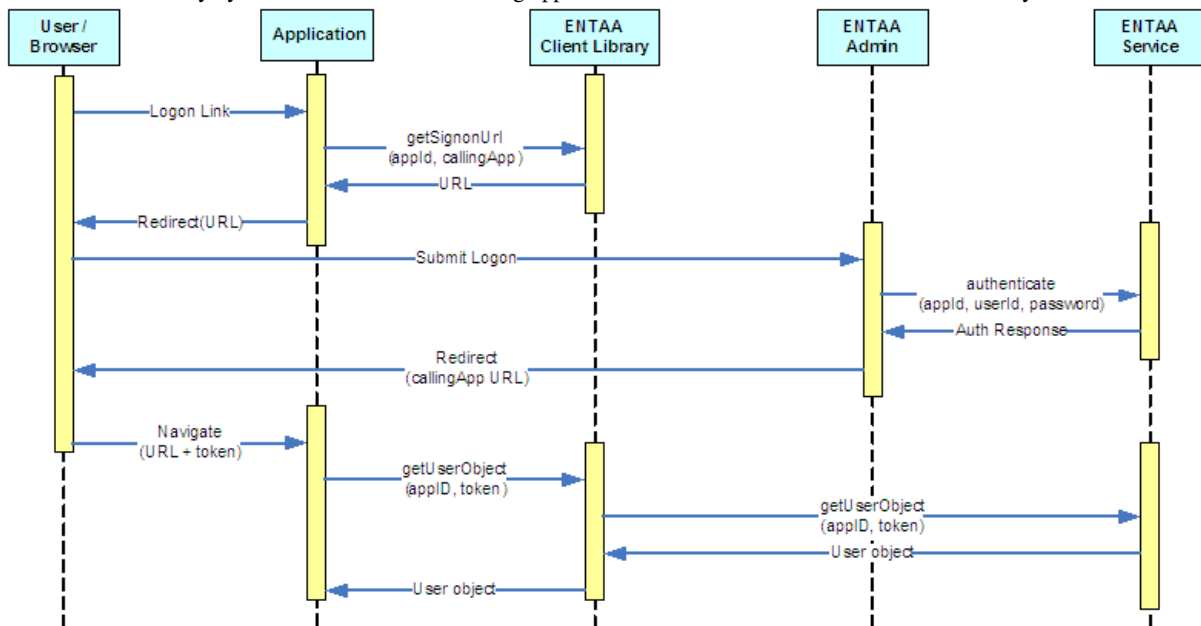 User /
Browser
Application
ENTAA
Client Library
ENTAA
Admin
ENTAA
Service
Logon Link
getSignonUrl
(appId, callingApp)
URL
Redirect(URL)
Submit Logon
authenticate
(appId, userId, password)
Auth Response
Redirect
(callingApp URL)
Navigate
(URL + token)
getUserObject
(appID, token)
getUserObject
(appID, token)
User object
User object